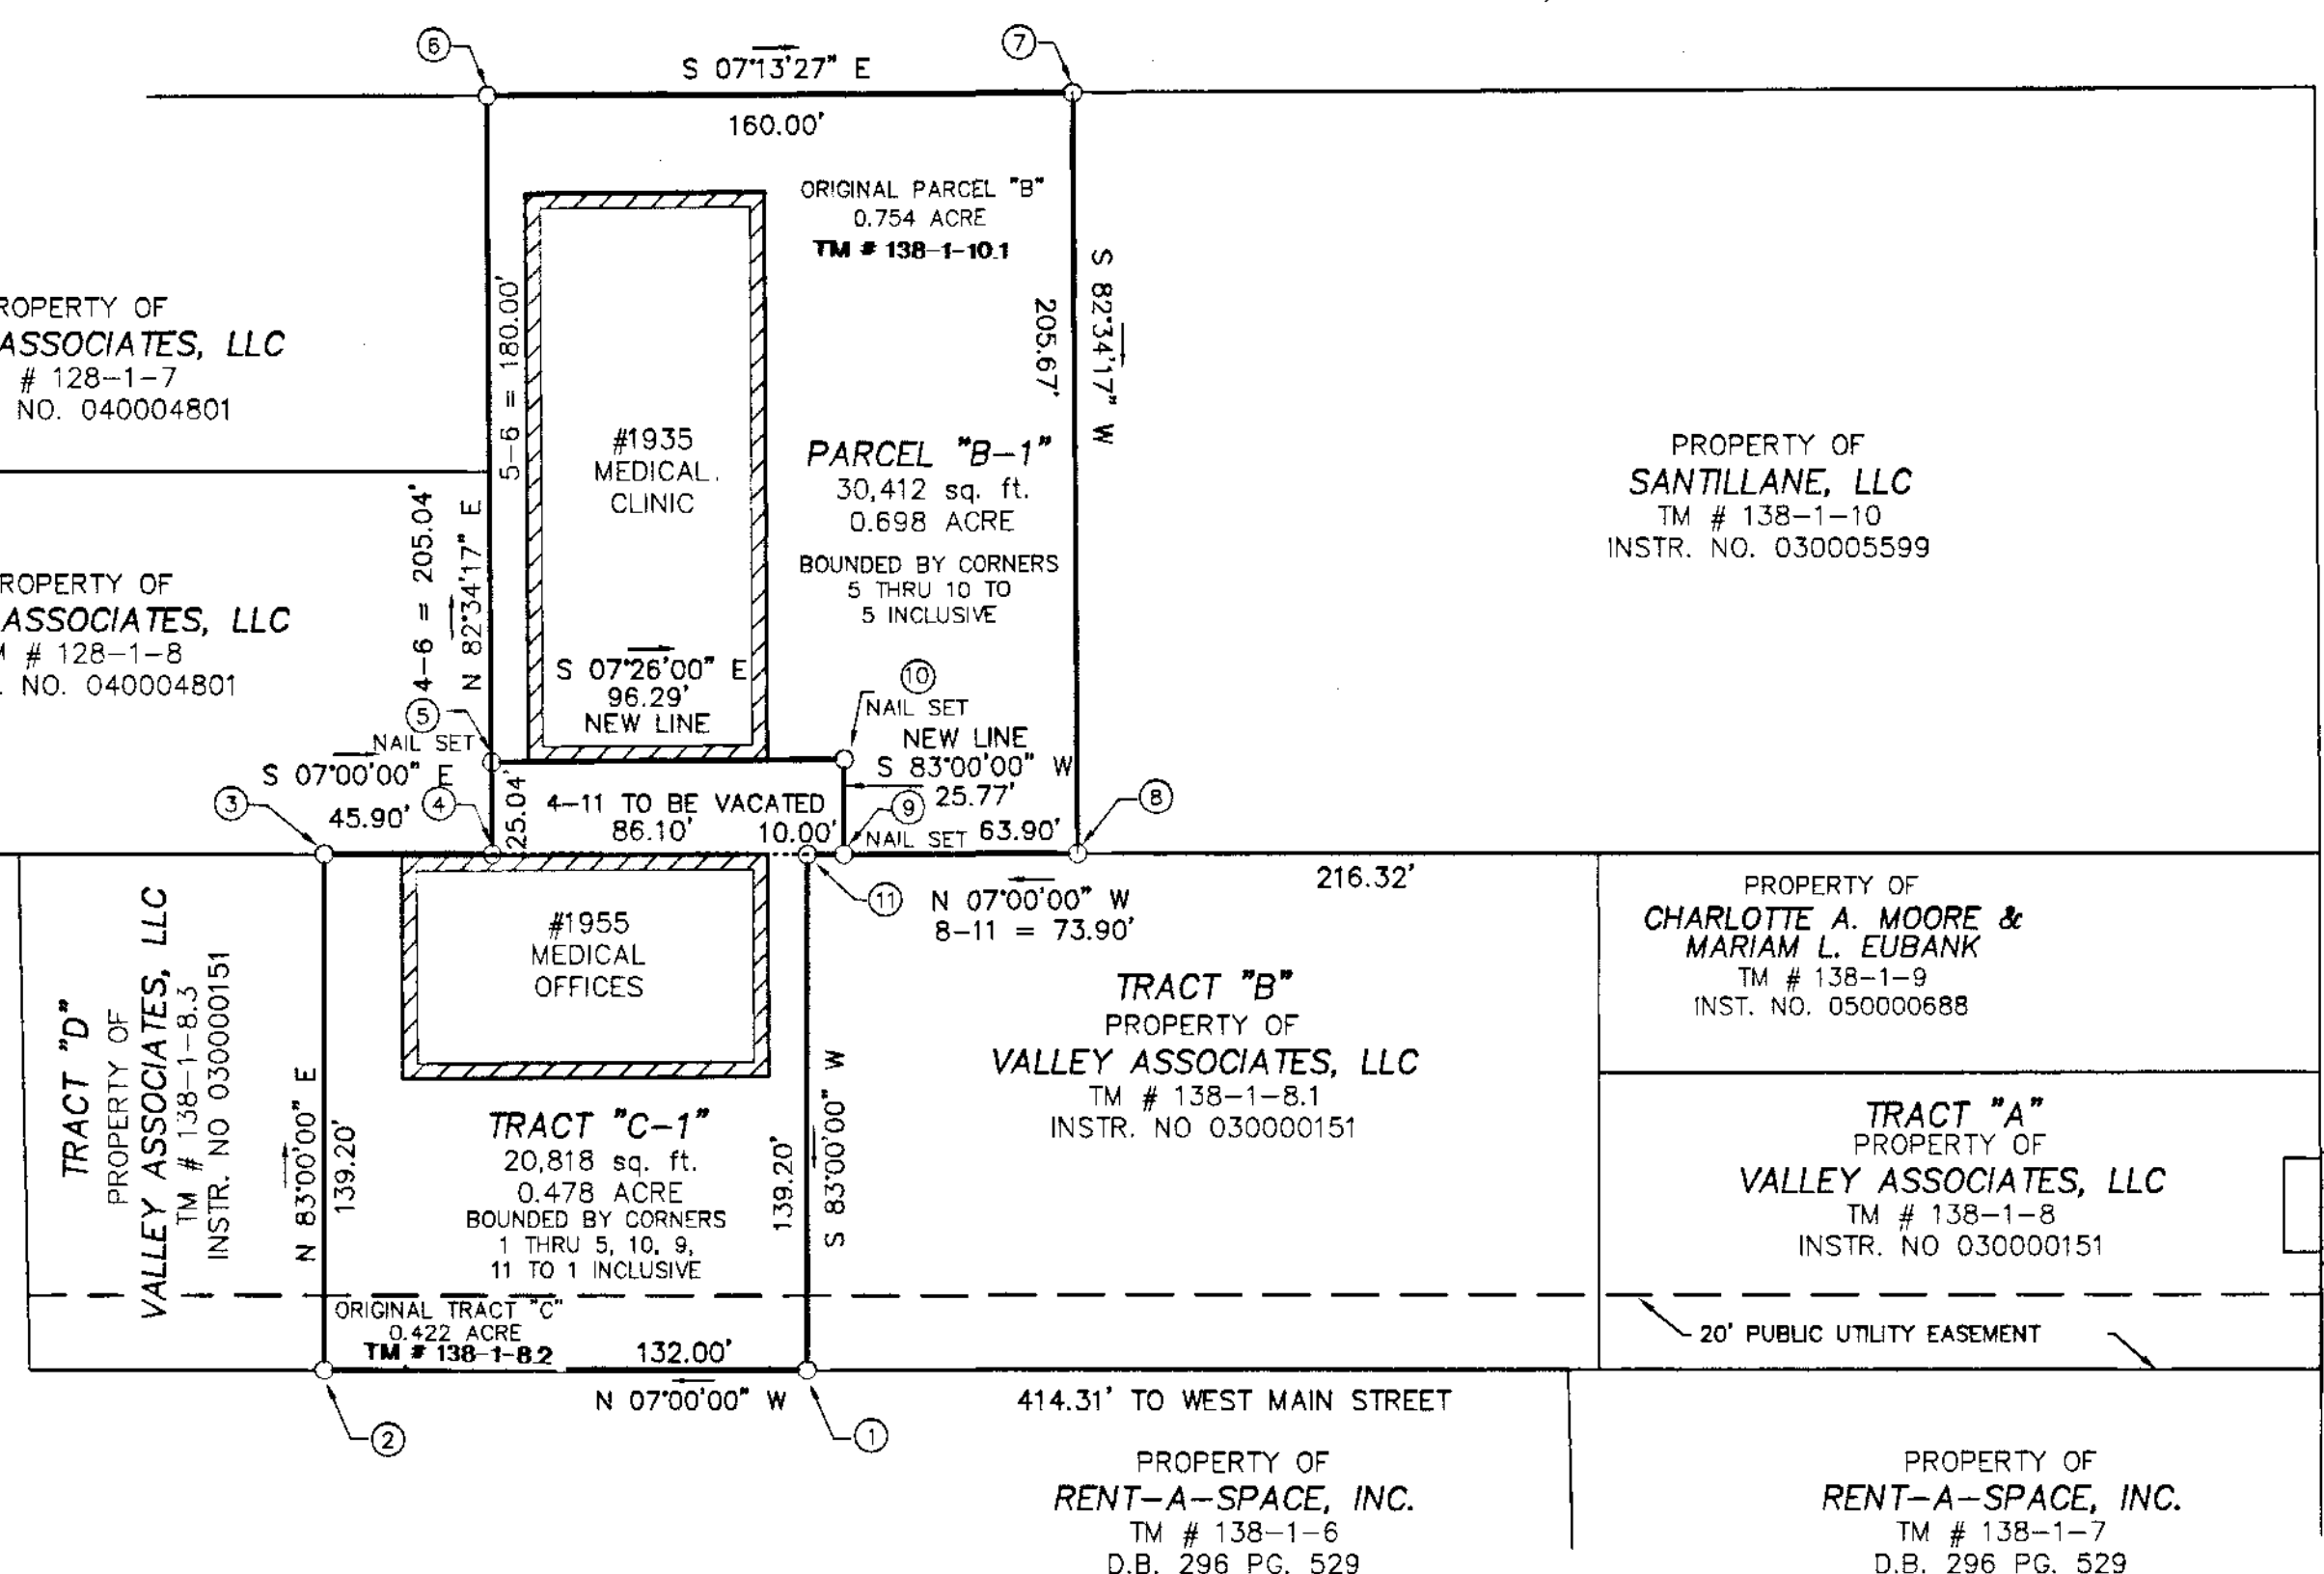 6
7
S 07°13'27" E
160.00'
ORIGINAL PARCEL "B"
0.754 ACRE
TM # 138-1-10.1
S 82°34'17" W
205.67'
5-6 = 180.00'
4-6 = 205.04'
N 82°34'17" E
ROPERTY OF
ASSOCIATES, LLC
# 128-1-7
NO. 040004801
#1935
MEDICAL
CLINIC
PARCEL "B-1"
30,412 sq. ft.
0.698 ACRE
BOUNDED BY CORNERS
5 THRU 10 TO
5 INCLUSIVE
PROPERTY OF
SANTILLANE, LLC
TM # 138-1-10
INSTR. NO. 030005599
ROPERTY OF
ASSOCIATES, LLC
# 128-1-8
. NO. 040004801
S 07°26'00" E
96.29'
NEW LINE
10
NAIL SET
NEW LINE
S 83°00'00" W
25.77'
5
NAIL SET
S 07°00'00" E
45.90'
3
4
25.04'
4-11 TO BE VACATED
86.10'
10.00'
9
NAIL SET
63.90'
8
11
N 07°00'00" W
8-11 = 73.90'
216.32'
TRACT "D"
PROPERTY OF
VALLEY ASSOCIATES, LLC
TM # 138-1-8.3
INSTR. NO 030000151
N 83°00'00" E
139.20'
#1955
MEDICAL
OFFICES
TRACT "C-1"
20,818 sq. ft.
0.478 ACRE
BOUNDED BY CORNERS
1 THRU 5, 10, 9,
11 TO 1 INCLUSIVE
139.20'
S 83°00'00" W
TRACT "B"
PROPERTY OF
VALLEY ASSOCIATES, LLC
TM # 138-1-8.1
INSTR. NO 030000151
PROPERTY OF
CHARLOTTE A. MOORE &
MARIAM L. EUBANK
TM # 138-1-9
INST. NO. 050000688
TRACT "A"
PROPERTY OF
VALLEY ASSOCIATES, LLC
TM # 138-1-8
INSTR. NO 030000151
ORIGINAL TRACT "C"
0.422 ACRE
TM # 138-1-8.2
132.00'
N 07°00'00" W
20' PUBLIC UTILITY EASEMENT
2
1
414.31' TO WEST MAIN STREET
PROPERTY OF
RENT-A-SPACE, INC.
TM # 138-1-6
D.B. 296 PG. 529
PROPERTY OF
RENT-A-SPACE, INC.
TM # 138-1-7
D.B. 296 PG. 529